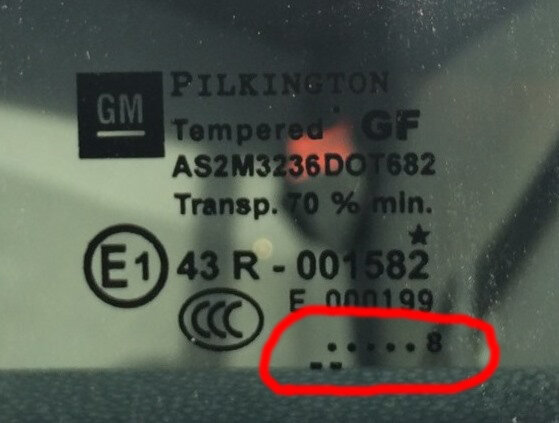 GM
PILKINGTON
Tempered GF
AS2M3236DOT682
Transp. 70 % min.
E1 43 R - 001582
CCC E 000199
.....8
--